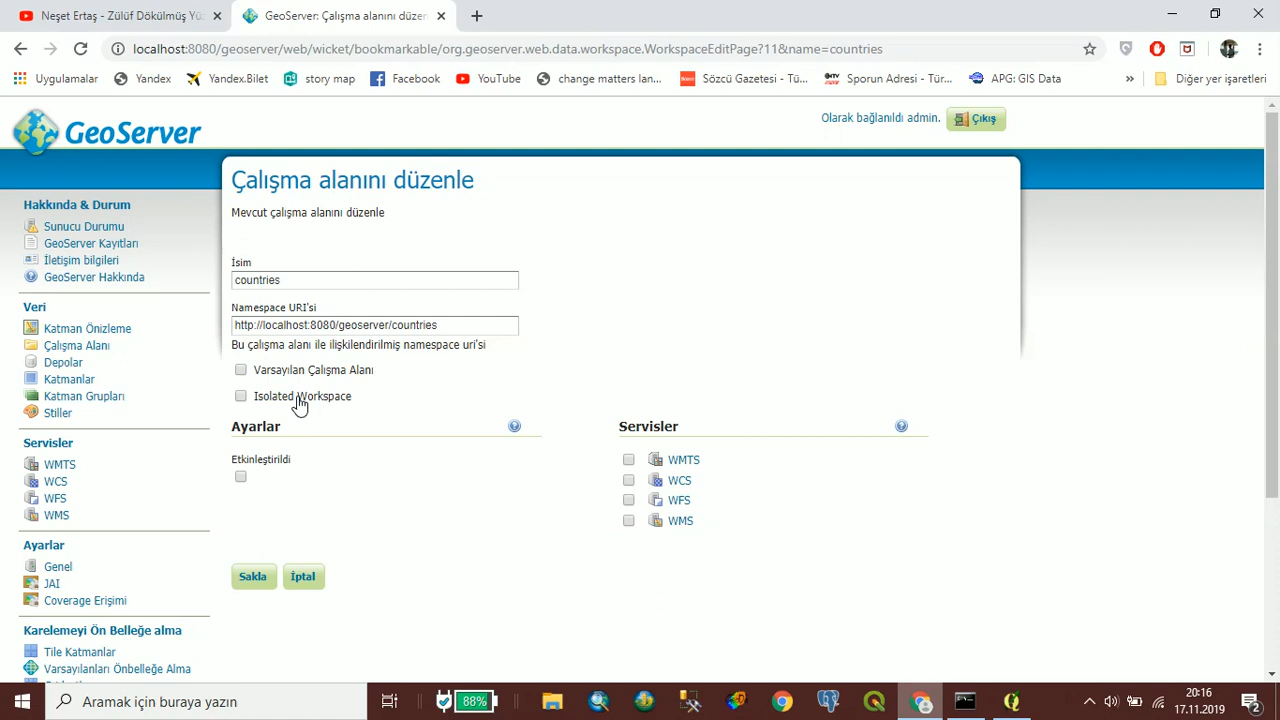 Neşet Ertaş - Zülüf Dökülmüş Yü
GeoServer: Çalışma alanını düzen
localhost:8080/geoserver/web/wicket/bookmarkable/org.geoserver.web.data.workspace.WorkspaceEditPage?11&name=countries
Uygulamalar
Yandex
Yandex.Bilet
story map
Facebook
YouTube
change matters lan...
Sözcü Gazetesi - Tü...
Sporun Adresi - Tür...
APG: GIS Data
»
Diğer yer işaretleri
GeoServer
Olarak bağlanıldı admin.
Çıkış
Hakkında & Durum
Sunucu Durumu
GeoServer Kayıtları
İletişim bilgileri
GeoServer Hakkında
Veri
Katman Önizleme
Çalışma Alanı
Depolar
Katmanlar
Katman Grupları
Stiller
Servisler
WMTS
WCS
WFS
WMS
Ayarlar
Genel
JAI
Coverage Erişimi
Karelemeyi Ön Belleğe alma
Tile Katmanlar
Varsayılanları Önbelleğe Alma
Çalışma alanını düzenle
Mevcut çalışma alanını düzenle
İsim
countries
Namespace URI'si
http://localhost:8080/geoserver/countries
Bu çalışma alanı ile ilişkilendirilmiş namespace uri'si
Varsayılan Çalışma Alanı
Isolated Workspace
Ayarlar
Etkinleştirildi
Servisler
WMTS
WCS
WFS
WMS
Sakla
İptal
Aramak için buraya yazın
88%
20:16
17.11.2019
2